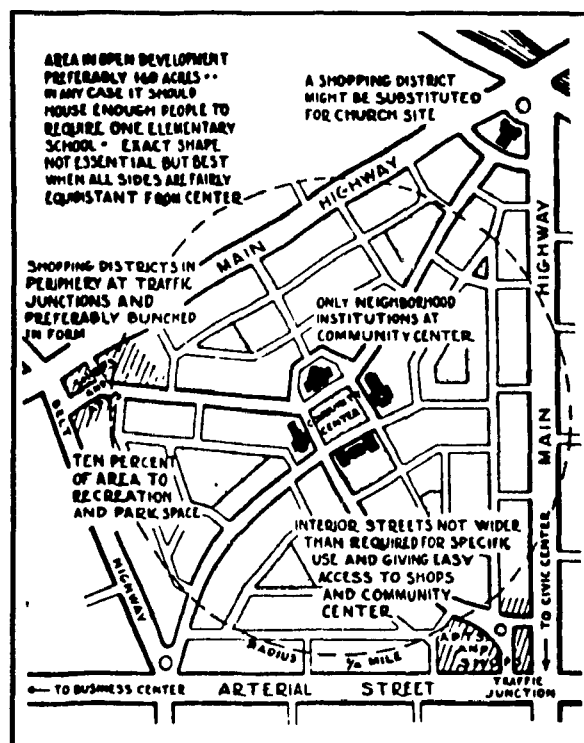 AREA IN OPEN DEVELOPMENT
PREFERABLY 160 ACRES ··
IN ANY CASE IT SHOULD
HOUSE ENOUGH PEOPLE TO
REQUIRE ONE ELEMENTARY
SCHOOL · EXACT SHAPE
NOT ESSENTIAL BUT BEST
WHEN ALL SIDES ARE FAIRLY
EQUIDISTANT FROM CENTER
A SHOPPING DISTRICT
MIGHT BE SUBSTITUTED
FOR CHURCH SITE
MAIN HIGHWAY
HIGHWAY
MAIN
SHOPPING DISTRICTS IN
PERIPHERY AT TRAFFIC
JUNCTIONS AND
PREFERABLY BUNCHED
IN FORM
ONLY NEIGHBORHOOD
INSTITUTIONS AT
COMMUNITY CENTER
AND
BELT
HIGHWAY
COMMUNITY
CENTER
TEN PERCENT
OF AREA TO
RECREATION
AND PARK SPACE
INTERIOR STREETS NOT WIDER
THAN REQUIRED FOR SPECIFIC
USE AND GIVING EASY
ACCESS TO SHOPS
AND COMMUNITY
CENTER
TO CIVIC CENTER
RADIUS MILE
AND
TO BUSINESS CENTER
ARTERIAL STREET
TRAFFIC
JUNCTION